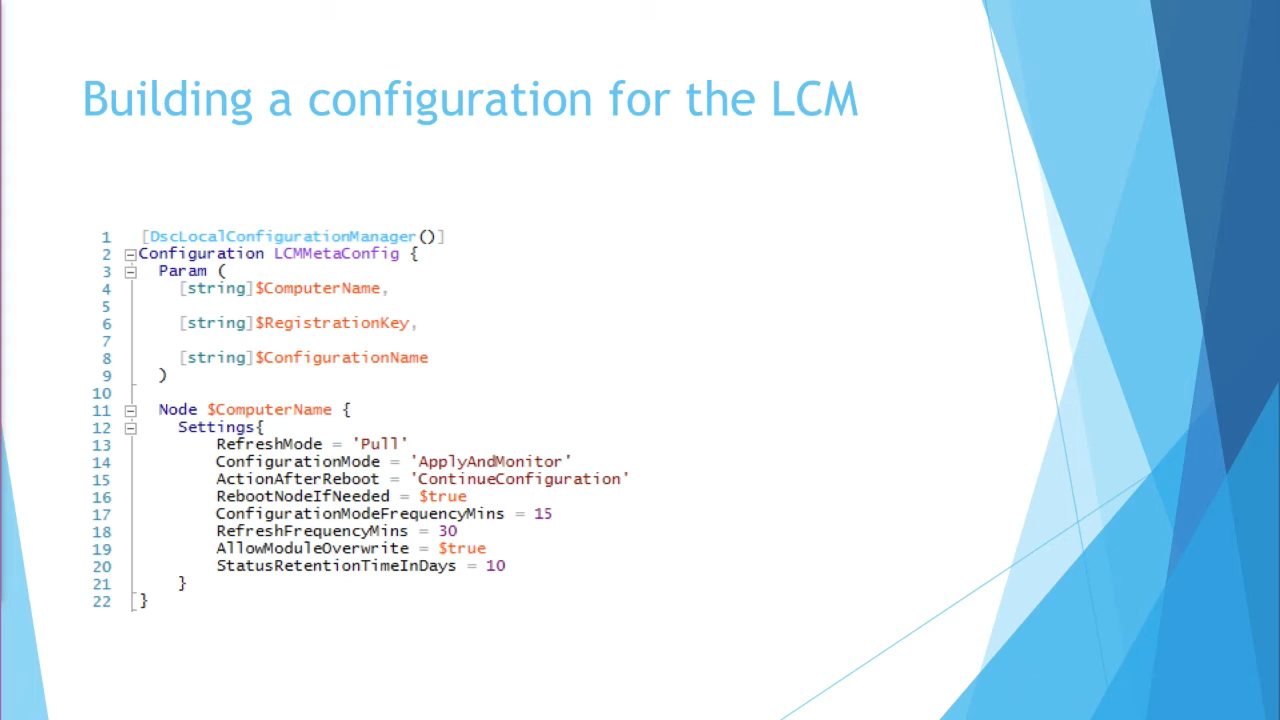 Building a configuration for the LCM
1 [DscLocalConfigurationManager()]
2 Configuration LCMMetaConfig {
3 Param (
4 [string]$ComputerName,
5
6 [string]$RegistrationKey,
7
8 [string]$ConfigurationName
9 )
10
11 Node $ComputerName {
12 Settings{
13 RefreshMode = 'Pull'
14 ConfigurationMode = 'ApplyAndMonitor'
15 ActionAfterReboot = 'ContinueConfiguration'
16 RebootNodeIfNeeded = $true
17 ConfigurationModeFrequencyMins = 15
18 RefreshFrequencyMins = 30
19 AllowModuleOverwrite = $true
20 StatusRetentionTimeInDays = 10
21 }
22 }